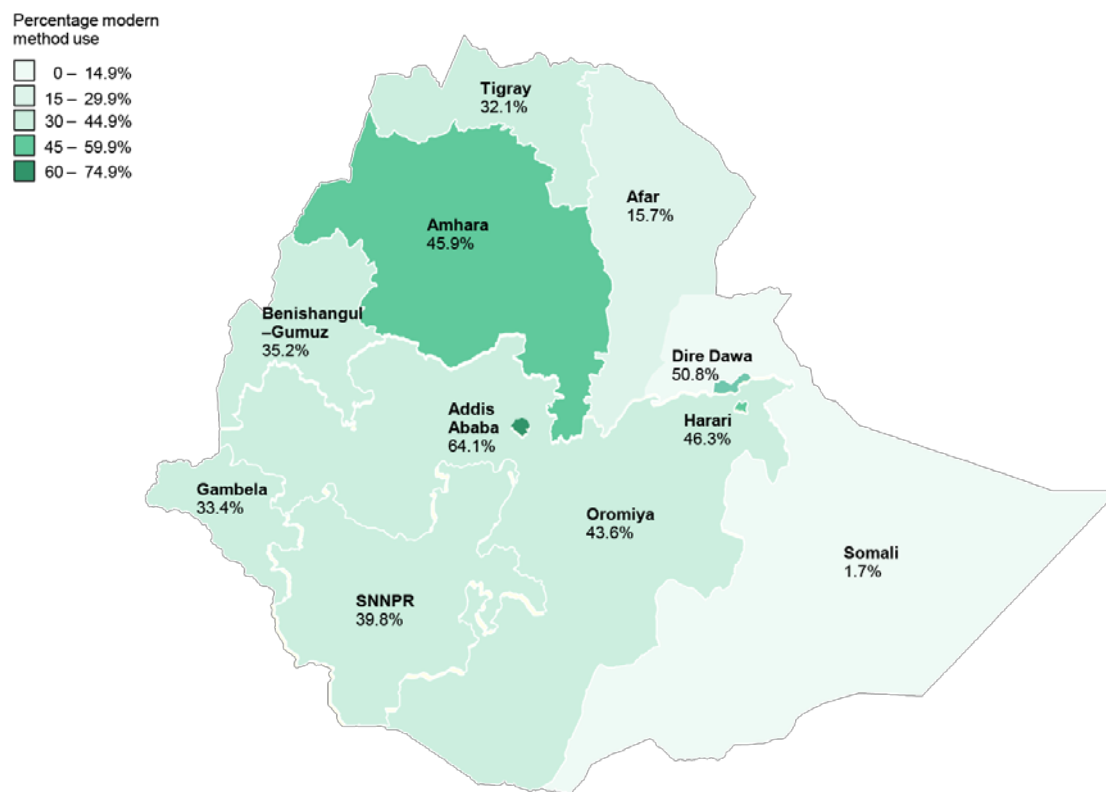 Percentage modern
method use
0 – 14.9%
15 – 29.9%
30 – 44.9%
45 – 59.9%
60 – 74.9%
Tigray
32.1%
Afar
15.7%
Amhara
45.9%
Benishangul
–Gumuz
35.2%
Dire Dawa
50.8%
Addis
Ababa
64.1%
Harari
46.3%
Gambela
33.4%
Oromiya
43.6%
Somali
1.7%
SNNPR
39.8%